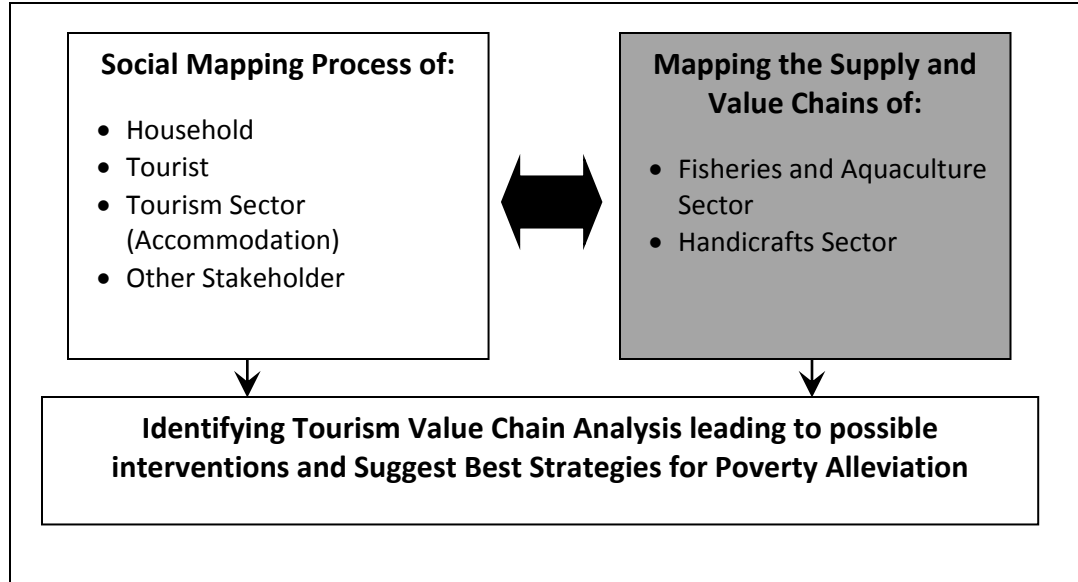 Social Mapping Process of:
• Household
• Tourist
• Tourism Sector
(Accommodation)
• Other Stakeholder
Mapping the Supply and
Value Chains of:
• Fisheries and Aquaculture
Sector
• Handicrafts Sector
Identifying Tourism Value Chain Analysis leading to possible
interventions and Suggest Best Strategies for Poverty Alleviation